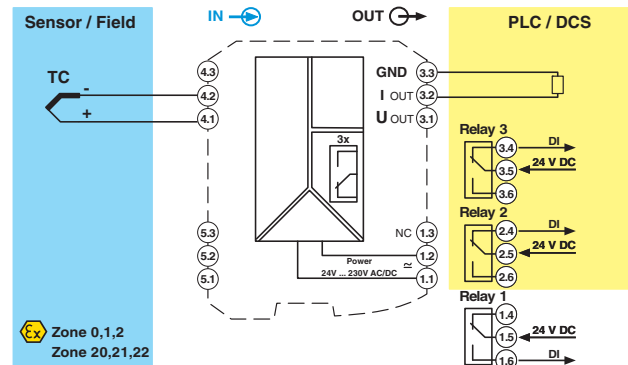 Sensor / Field
IN
OUT
PLC / DCS
TC
-
+
4.3
4.2
4.1
GND 3.3
I OUT 3.2
U OUT 3.1
3x
Relay 3
3.4 DI
3.5 24 V DC
3.6
5.3
5.2
5.1
NC 1.3
1.2
1.1
Power
24V ... 230V AC/DC
≂
Relay 2
2.4 DI
2.5 24 V DC
2.6
Relay 1
1.4
1.5 24 V DC
1.6 DI
Ex Zone 0,1,2
Zone 20,21,22